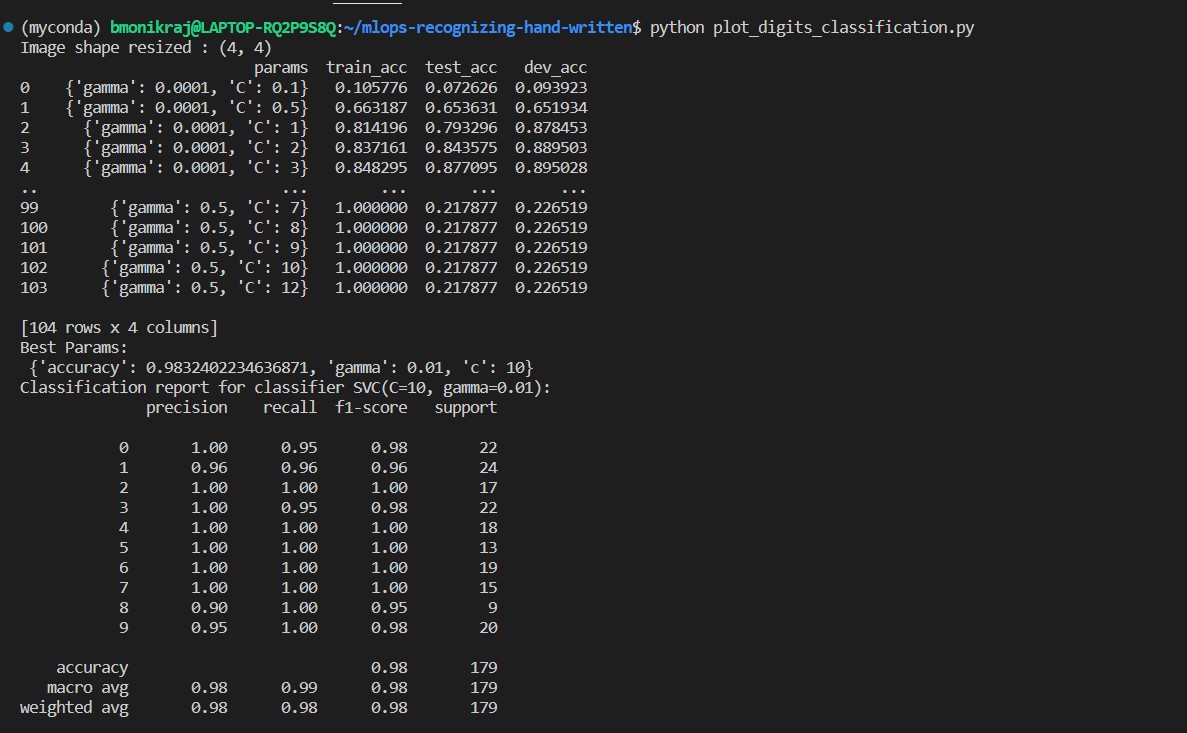 (myconda) bmonikraj@LAPTOP-RQ2P9S8Q:~/mlops-recognizing-hand-written$ python plot_digits_classification.py
Image shape resized : (4, 4)
                          params  train_acc  test_acc   dev_acc
0    {'gamma': 0.0001, 'C': 0.1}   0.105776  0.072626  0.093923
1    {'gamma': 0.0001, 'C': 0.5}   0.663187  0.653631  0.651934
2      {'gamma': 0.0001, 'C': 1}   0.814196  0.793296  0.878453
3      {'gamma': 0.0001, 'C': 2}   0.837161  0.843575  0.889503
4      {'gamma': 0.0001, 'C': 3}   0.848295  0.877095  0.895028
..                           ...        ...       ...       ...
99        {'gamma': 0.5, 'C': 7}   1.000000  0.217877  0.226519
100       {'gamma': 0.5, 'C': 8}   1.000000  0.217877  0.226519
101       {'gamma': 0.5, 'C': 9}   1.000000  0.217877  0.226519
102      {'gamma': 0.5, 'C': 10}   1.000000  0.217877  0.226519
103      {'gamma': 0.5, 'C': 12}   1.000000  0.217877  0.226519
[104 rows x 4 columns]
Best Params:
 {'accuracy': 0.9832402234636871, 'gamma': 0.01, 'c': 10}
Classification report for classifier SVC(C=10, gamma=0.01):
              precision    recall  f1-score   support
           0       1.00      0.95      0.98        22
           1       0.96      0.96      0.96        24
           2       1.00      1.00      1.00        17
           3       1.00      0.95      0.98        22
           4       1.00      1.00      1.00        18
           5       1.00      1.00      1.00        13
           6       1.00      1.00      1.00        19
           7       1.00      1.00      1.00        15
           8       0.90      1.00      0.95         9
           9       0.95      1.00      0.98        20
    accuracy                           0.98       179
   macro avg       0.98      0.99      0.98       179
weighted avg       0.98      0.98      0.98       179